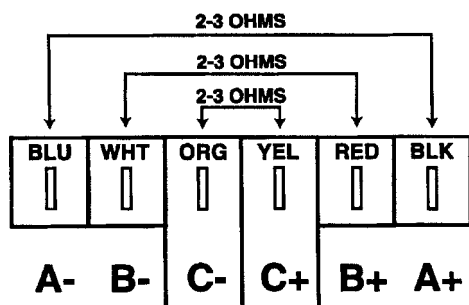 2-3 OHMS
2-3 OHMS
2-3 OHMS
BLU WHT ORG YEL RED BLK
A- B- C- C+ B+ A+